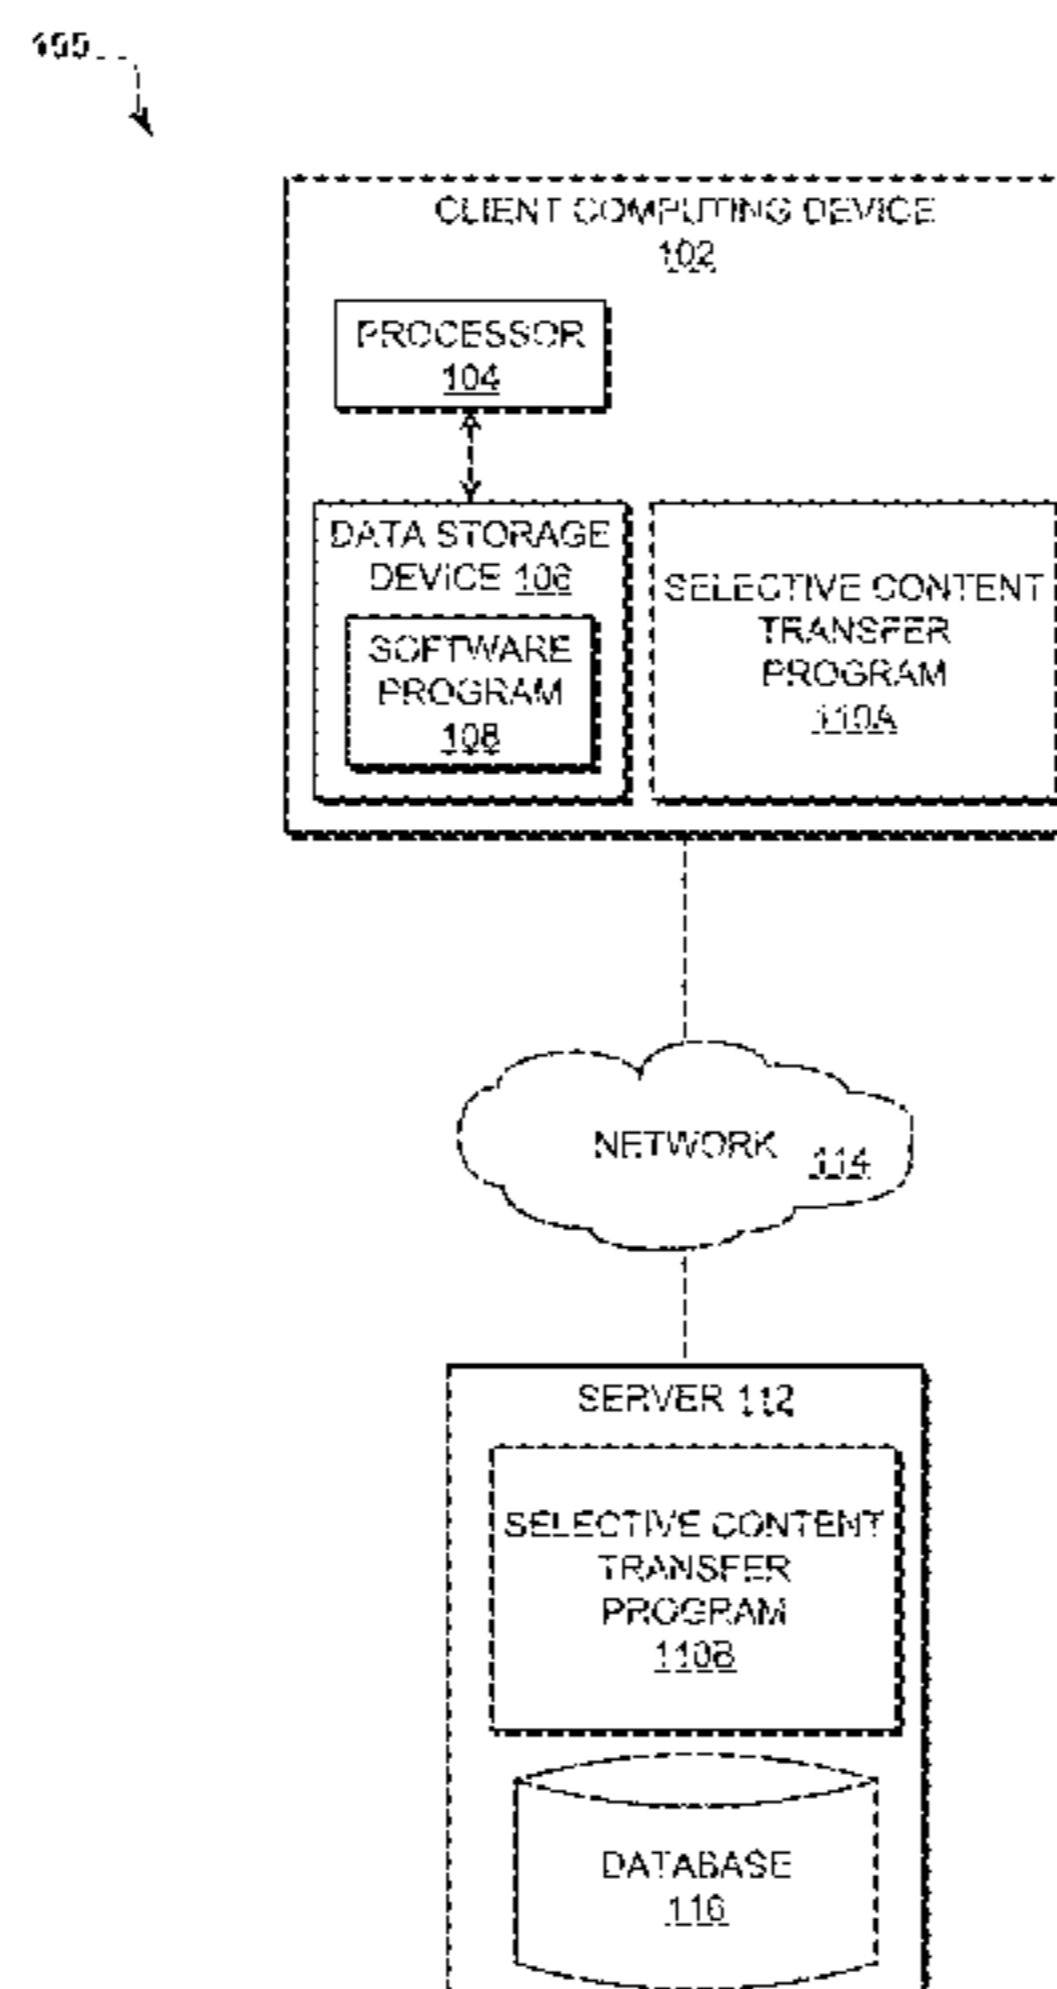 100
CLIENT COMPUTING DEVICE
102
PROCESSOR
104
DATA STORAGE
DEVICE 106
SOFTWARE
PROGRAM
108
SELECTIVE CONTENT
TRANSFER
PROGRAM
110A
NETWORK 114
SERVER 112
SELECTIVE CONTENT
TRANSFER
PROGRAM
110B
DATABASE
116